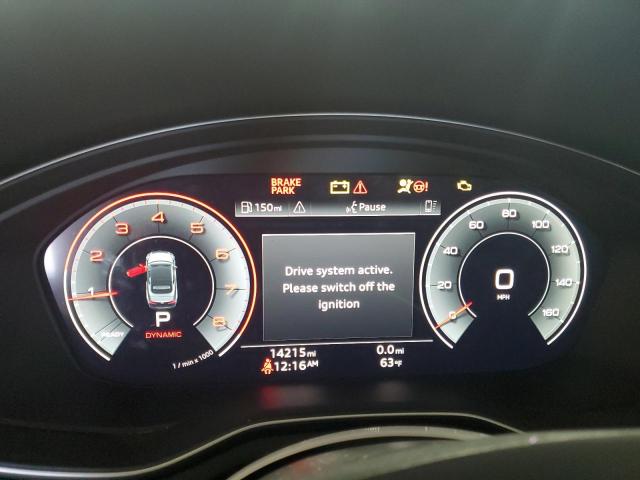 BRAKE
PARK
150mi
Pause
1 2 3 4 5 6 7 8
READY
P
DYNAMIC
1 / min x 1000
Drive system active.
Please switch off the
ignition
0 20 40 60 80 100 120 140 160
0
MPH
14215mi
0.0mi
12:16AM
63°F